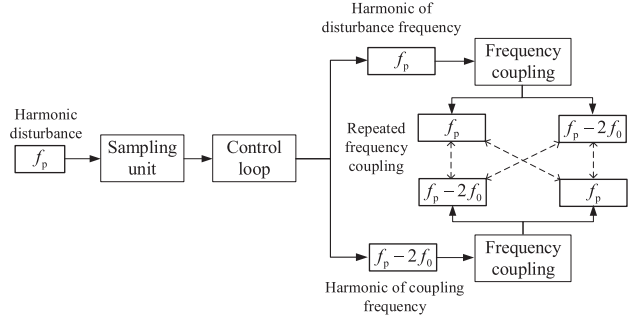 Harmonic of
disturbance frequency
f_p
Frequency
coupling
Harmonic
disturbance
f_p
Sampling
unit
Control
loop
Repeated
frequency
coupling
f_p
f_p − 2f_0
f_p − 2f_0
f_p
f_p − 2f_0
Frequency
coupling
Harmonic of coupling
frequency